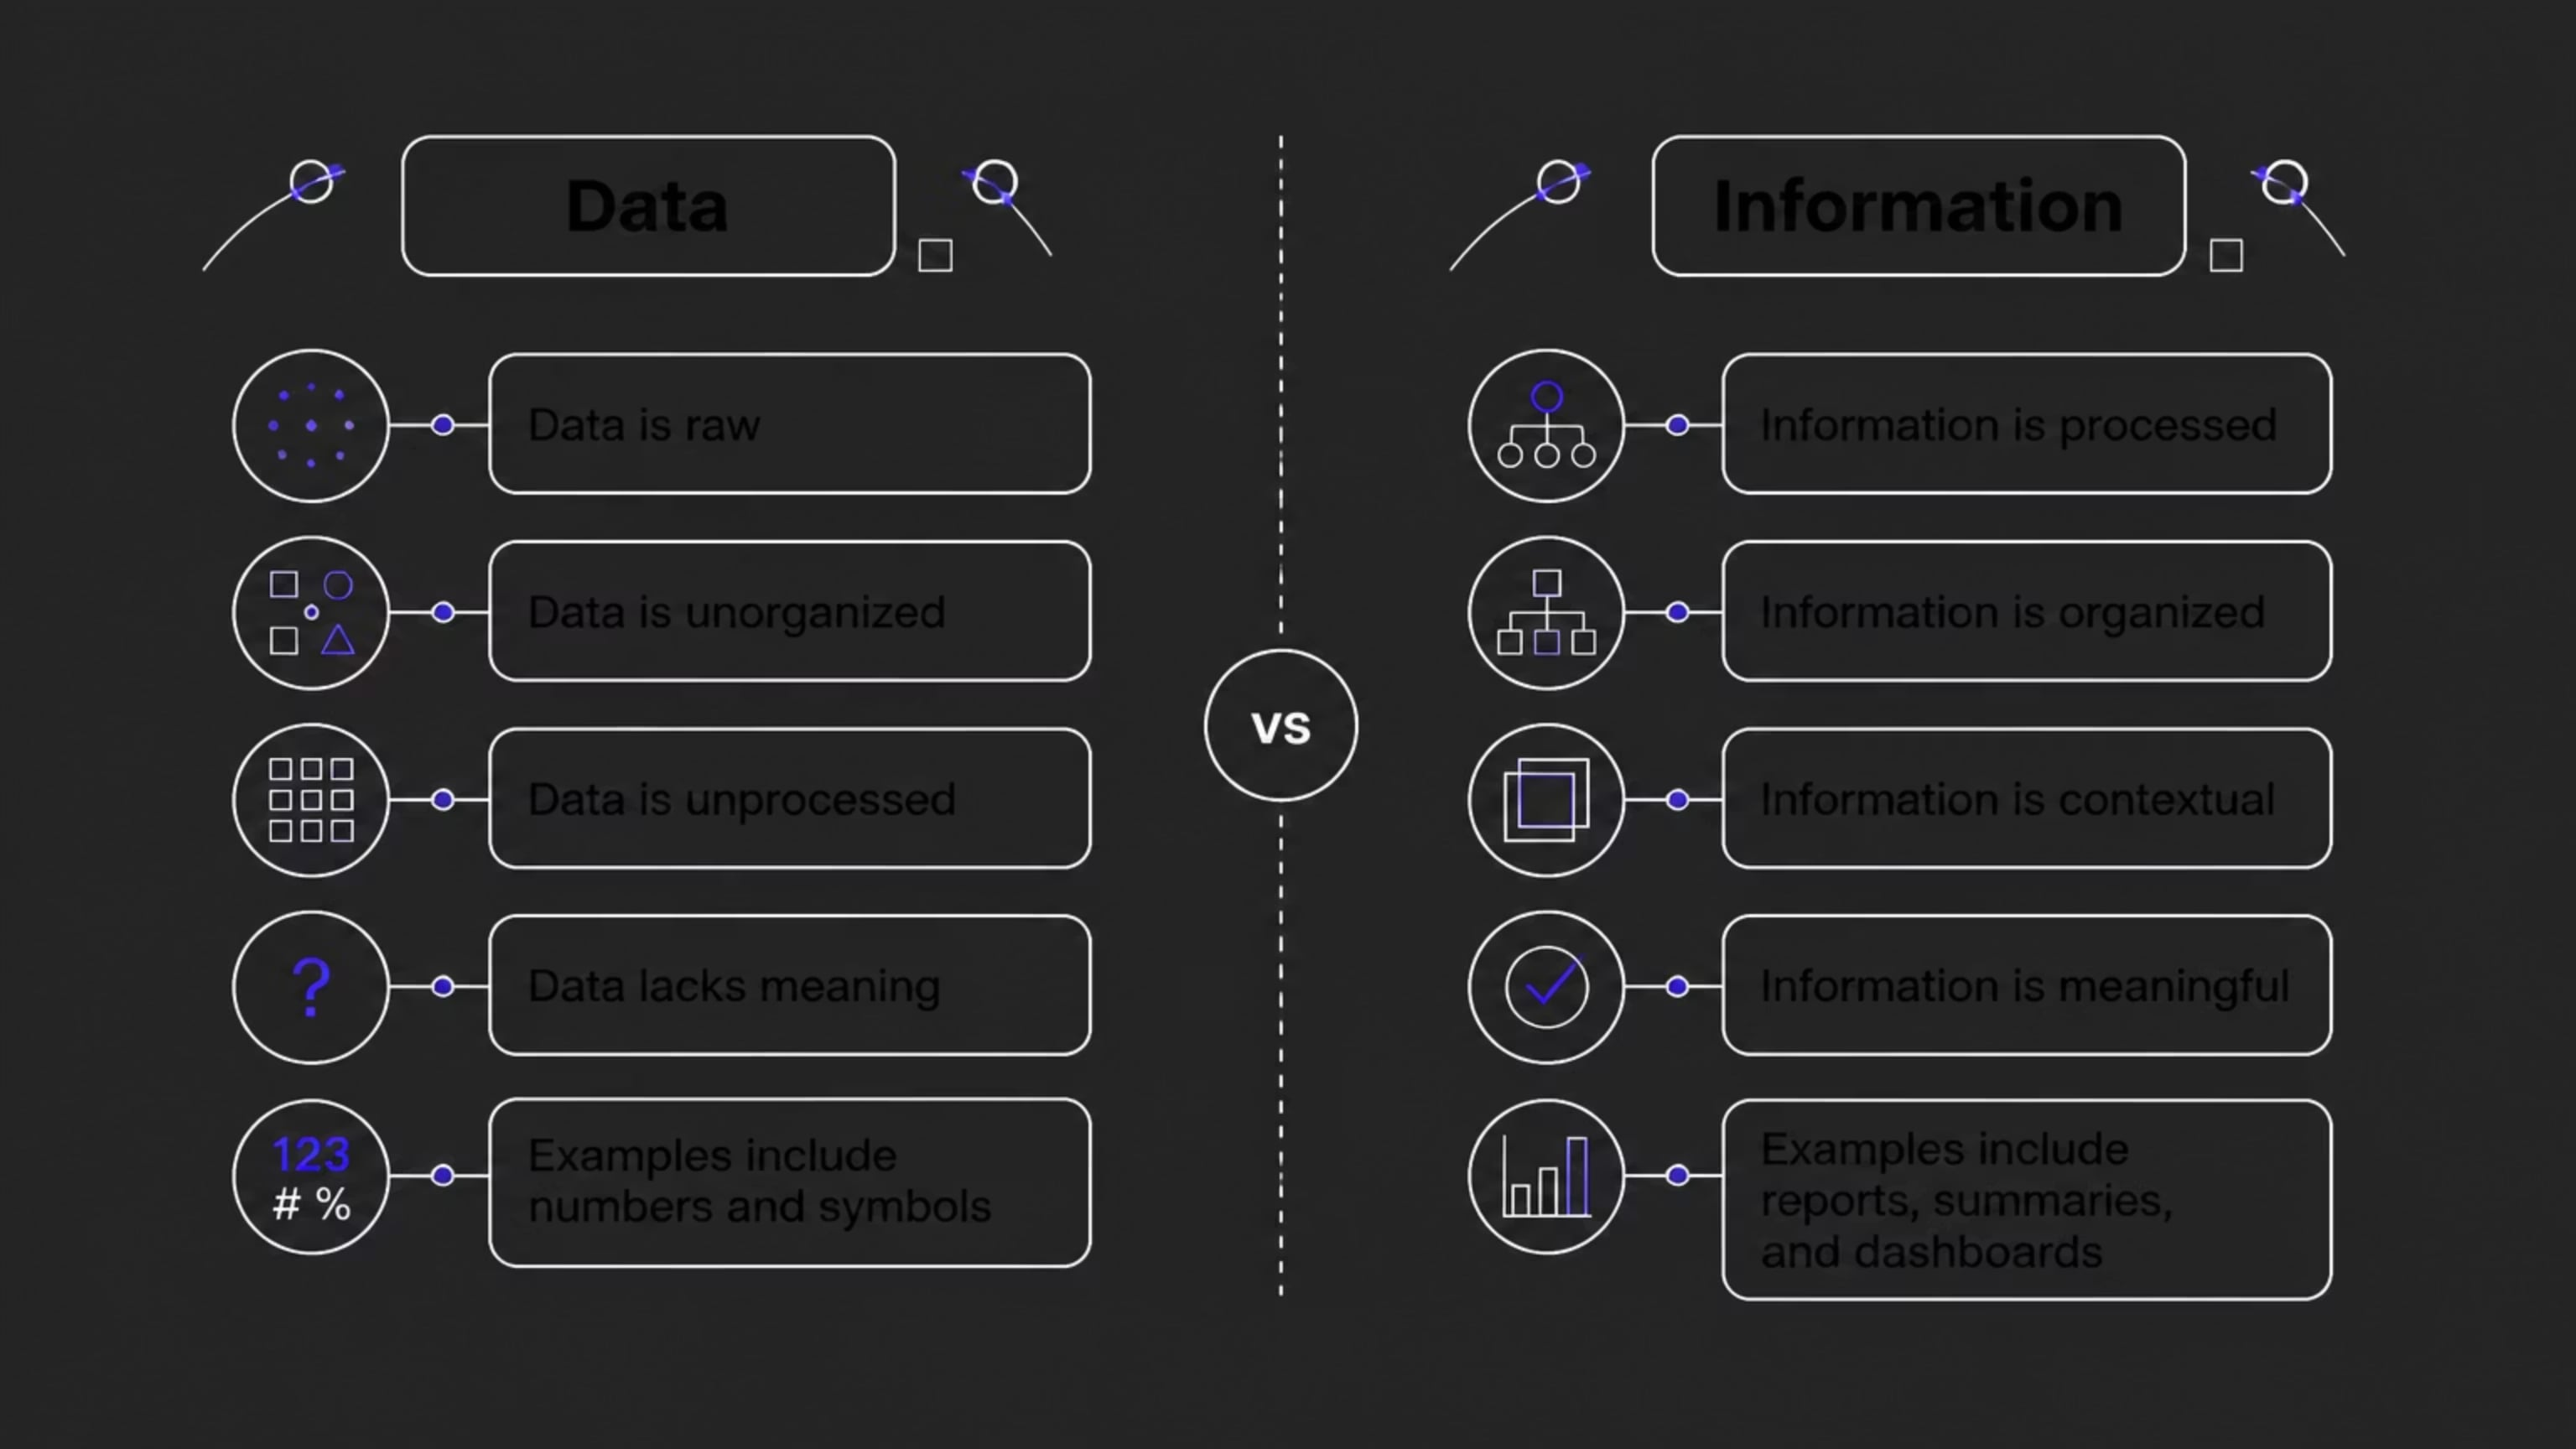 Data
Data is raw
Data is unorganized
Data is unprocessed
?
Data lacks meaning
123
# %
Examples include
numbers and symbols
vs
Information
Information is processed
Information is organized
Information is contextual
Information is meaningful
Examples include
reports, summaries,
and dashboards